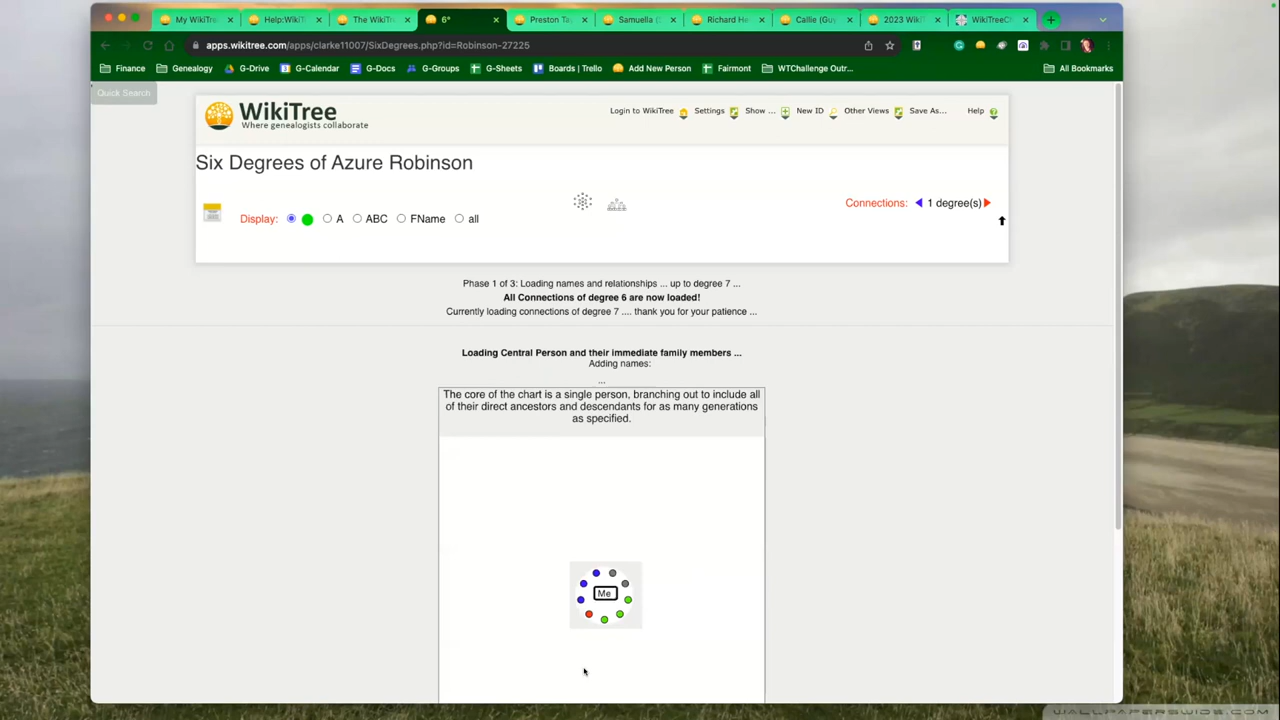 My WikiTree
Help:WikiT
The WikiTr
6°
Preston Ta
Samuella (
Richard He
Callie (Guy
2023 WikiT
WikiTreeC
apps.wikitree.com/apps/clarke11007/SixDegrees.php?id=Robinson-27225
Finance
Genealogy
G-Drive
G-Calendar
G-Docs
G-Groups
G-Sheets
Boards | Trello
Add New Person
Fairmont
WTChallenge Outr...
All Bookmarks
Quick Search
WikiTree
Where genealogists collaborate
Login to WikiTree
Settings
Show ...
New ID
Other Views
Save As...
Help
Six Degrees of Azure Robinson
Display:
A
ABC
FName
all
Connections:
1 degree(s)
Phase 1 of 3: Loading names and relationships ... up to degree 7 ...
All Connections of degree 6 are now loaded!
Currently loading connections of degree 7 .... thank you for your patience ...
Loading Central Person and their immediate family members ...
Adding names:
...
The core of the chart is a single person, branching out to include all
of their direct ancestors and descendants for as many generations
as specified.
Me
WALLPAPERSWIDE.COM